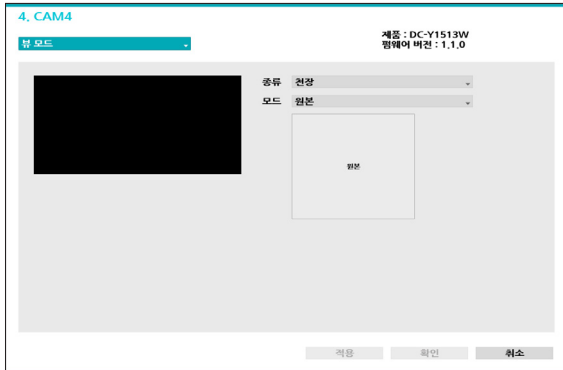 4. CAM4
뷰 모드
제품 : DC-Y1513W
펌웨어 버전 : 1.1.0
종류 천장
모드 원본
원본
적용 확인 취소